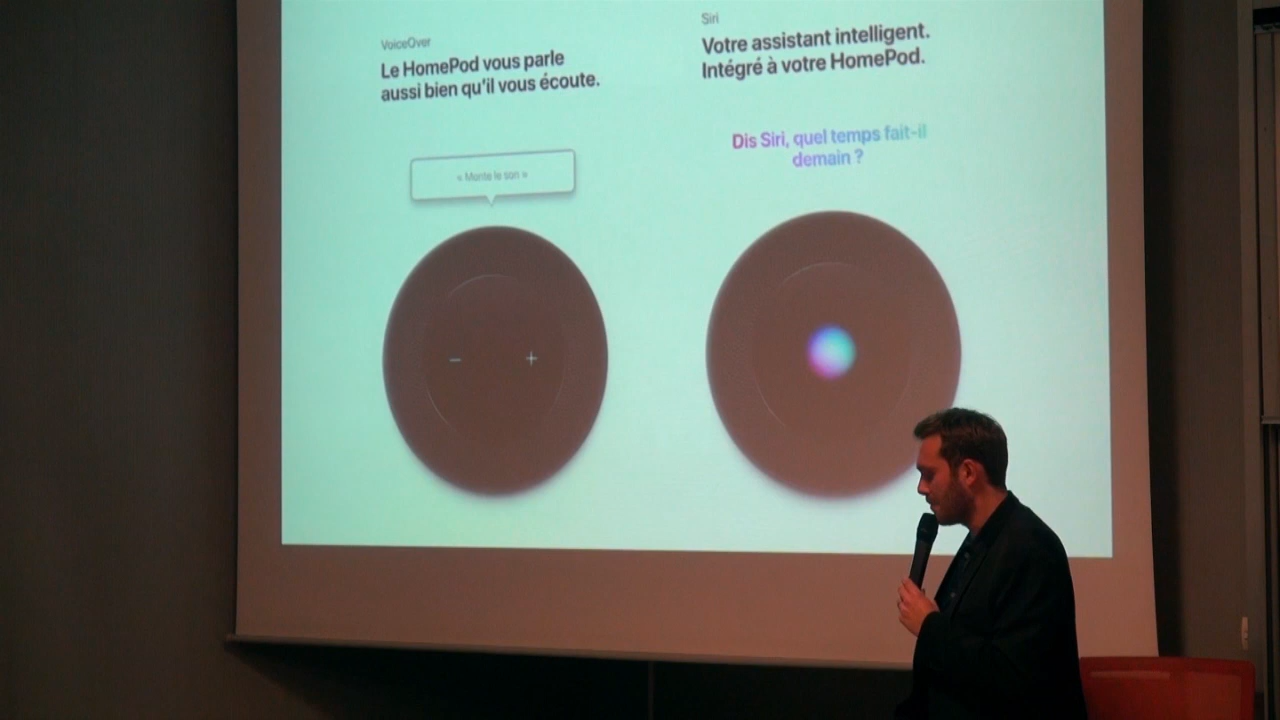 VoiceOver
Le HomePod vous parle
aussi bien qu'il vous écoute.
« Monte le son »
Siri
Votre assistant intelligent.
Intégré à votre HomePod.
Dis Siri, quel temps fait-il
demain ?